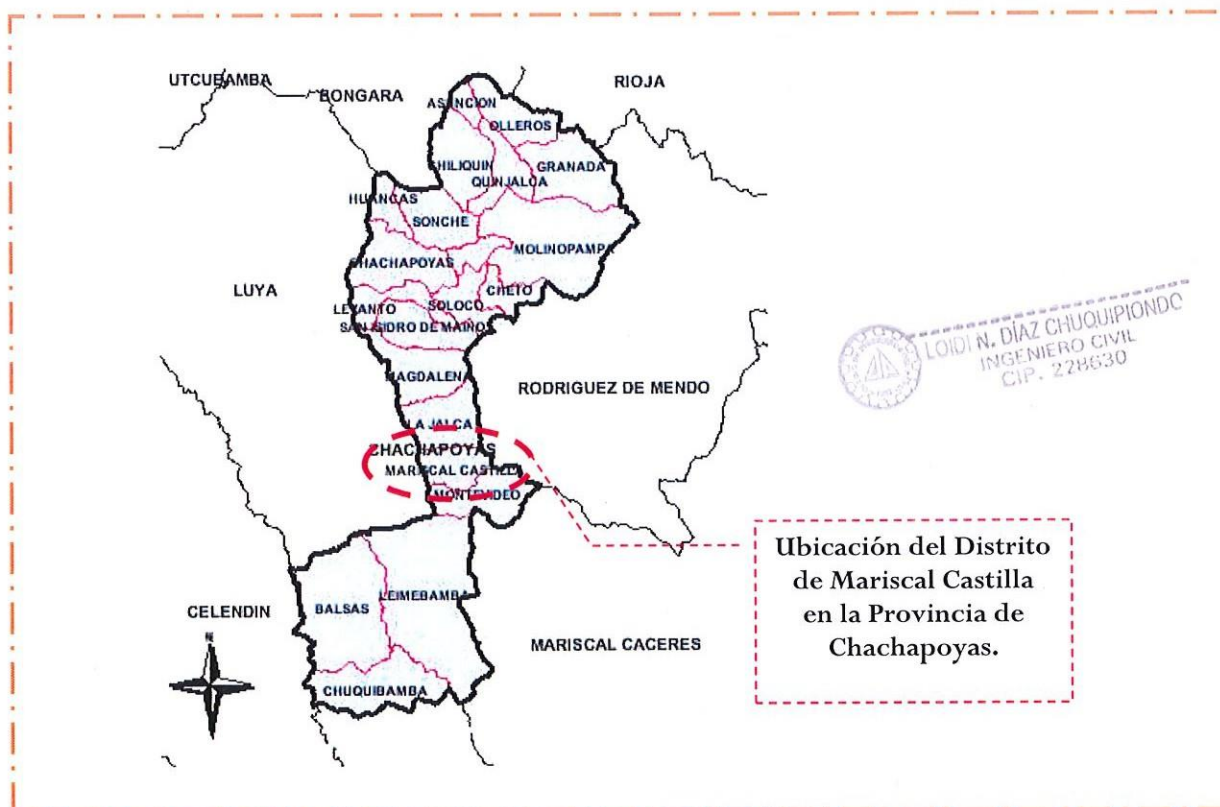 UTCUBAMBA
BONGARA
RIOJA
ASUNCION
OLLEROS
CHILIQUIN
GRANADA
QUINJALCA
HUANCAS
SONCHE
MOLINOPAMPA
CHACHAPOYAS
LUYA
CHETO
SOLOCO
LEVANTO
SAN ISIDRO DE MAINOS
MAGDALENA
RODRIGUEZ DE MENDO
LA JALCA
CHACHAPOYAS
MARISCAL CASTILLA
MONTEVIDEO
LOIDI N. DÍAZ CHUQUIPIONDO
INGENIERO CIVIL
CIP. 228630
Ubicación del Distrito
de Mariscal Castilla
en la Provincia de
Chachapoyas.
CELENDIN
BALSAS
LEIMEBAMBA
MARISCAL CACERES
N
CHUQUIBAMBA